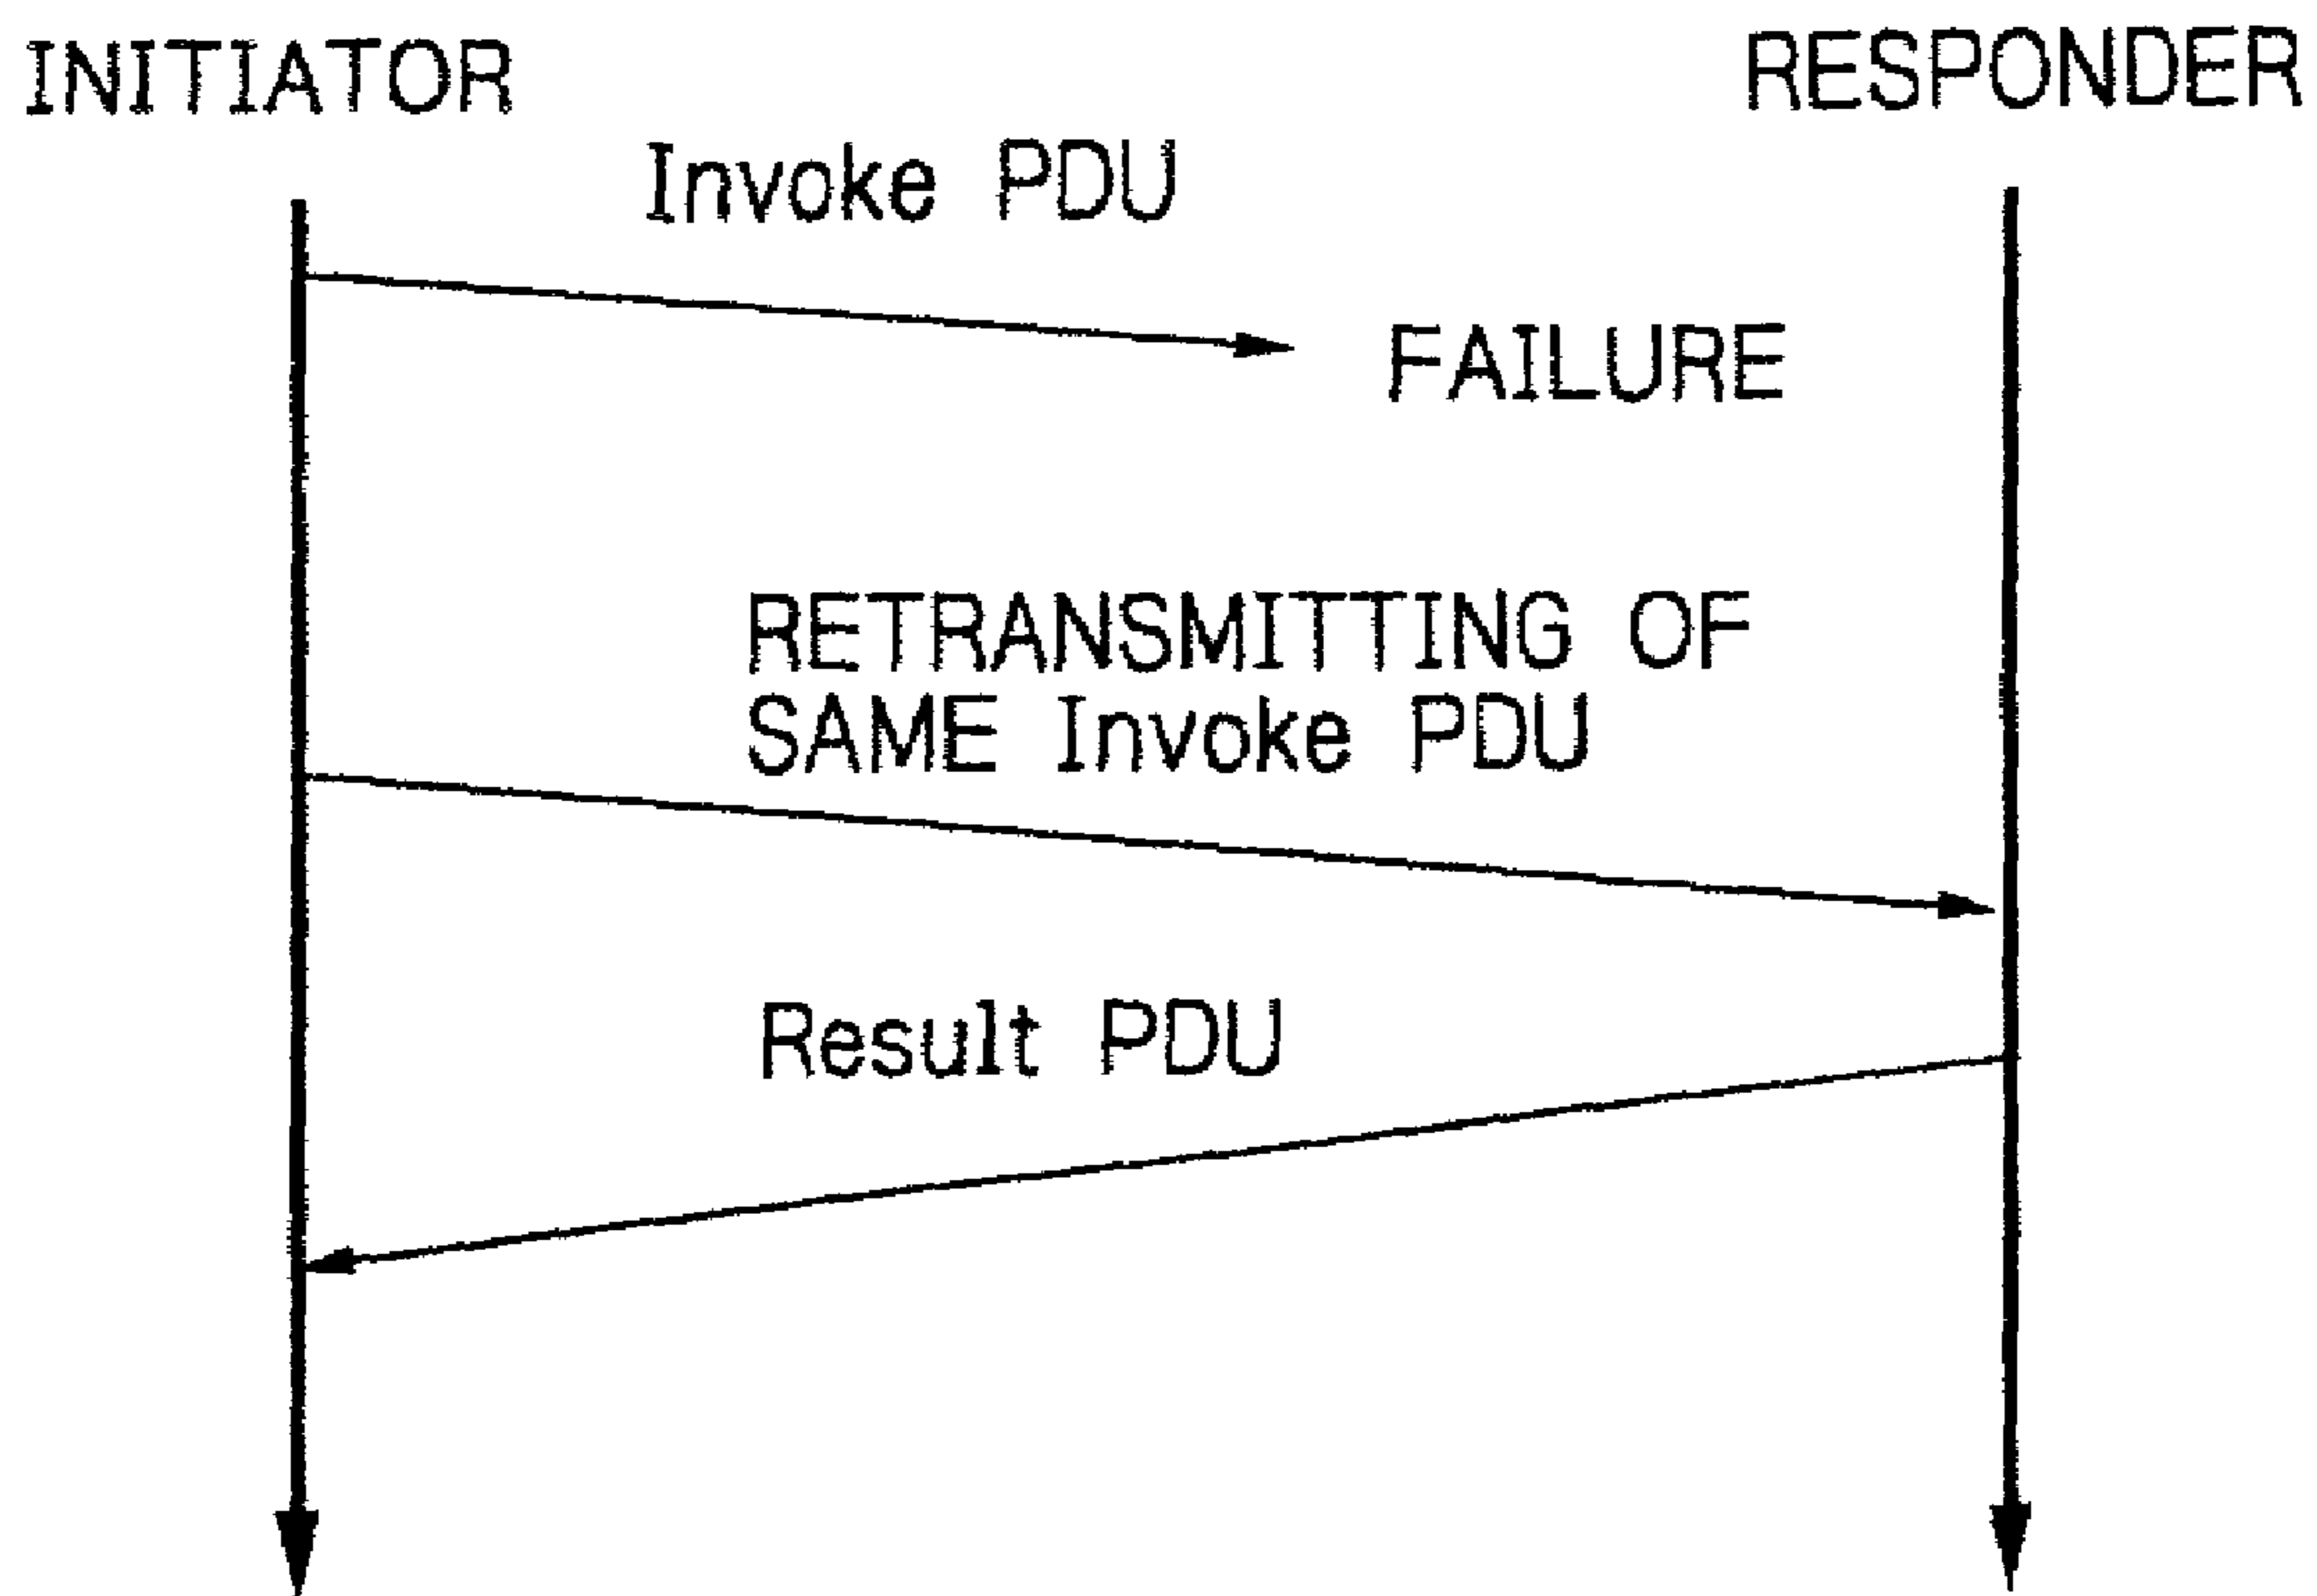 INITIATOR
RESPONDER
Invoke PDU
FAILURE
RETRANSMITTING OF
SAME Invoke PDU
Result PDU